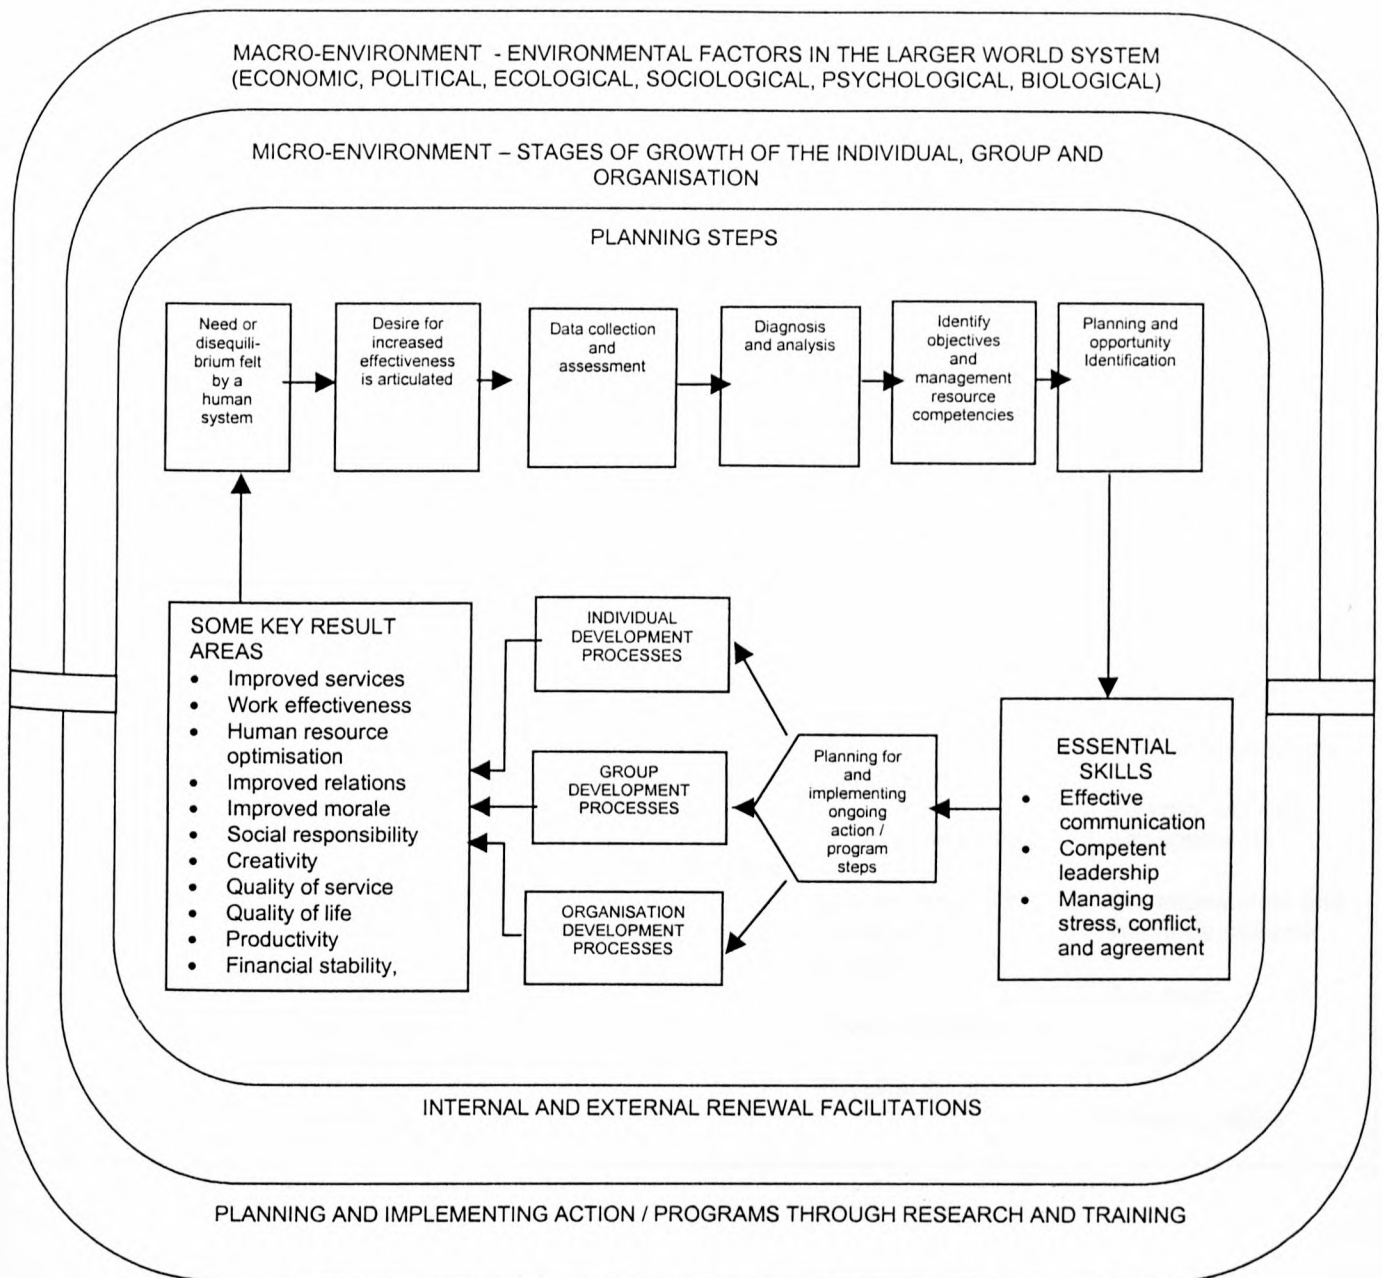 MACRO-ENVIRONMENT - ENVIRONMENTAL FACTORS IN THE LARGER WORLD SYSTEM
(ECONOMIC, POLITICAL, ECOLOGICAL, SOCIOLOGICAL, PSYCHOLOGICAL, BIOLOGICAL)
MICRO-ENVIRONMENT – STAGES OF GROWTH OF THE INDIVIDUAL, GROUP AND
ORGANISATION
PLANNING STEPS
Need or
disequili-
brium felt
by a
human
system
Desire for
increased
effectiveness
is articulated
Data collection
and
assessment
Diagnosis
and analysis
Identify
objectives
and
management
resource
competencies
Planning and
opportunity
Identification
SOME KEY RESULT
AREAS
• Improved services
• Work effectiveness
• Human resource
optimisation
• Improved relations
• Improved morale
• Social responsibility
• Creativity
• Quality of service
• Quality of life
• Productivity
• Financial stability,
INDIVIDUAL
DEVELOPMENT
PROCESSES
GROUP
DEVELOPMENT
PROCESSES
ORGANISATION
DEVELOPMENT
PROCESSES
Planning for
and
implementing
ongoing
action /
program
steps
ESSENTIAL
SKILLS
• Effective
communication
• Competent
leadership
• Managing
stress, conflict,
and agreement
INTERNAL AND EXTERNAL RENEWAL FACILITATIONS
PLANNING AND IMPLEMENTING ACTION / PROGRAMS THROUGH RESEARCH AND TRAINING